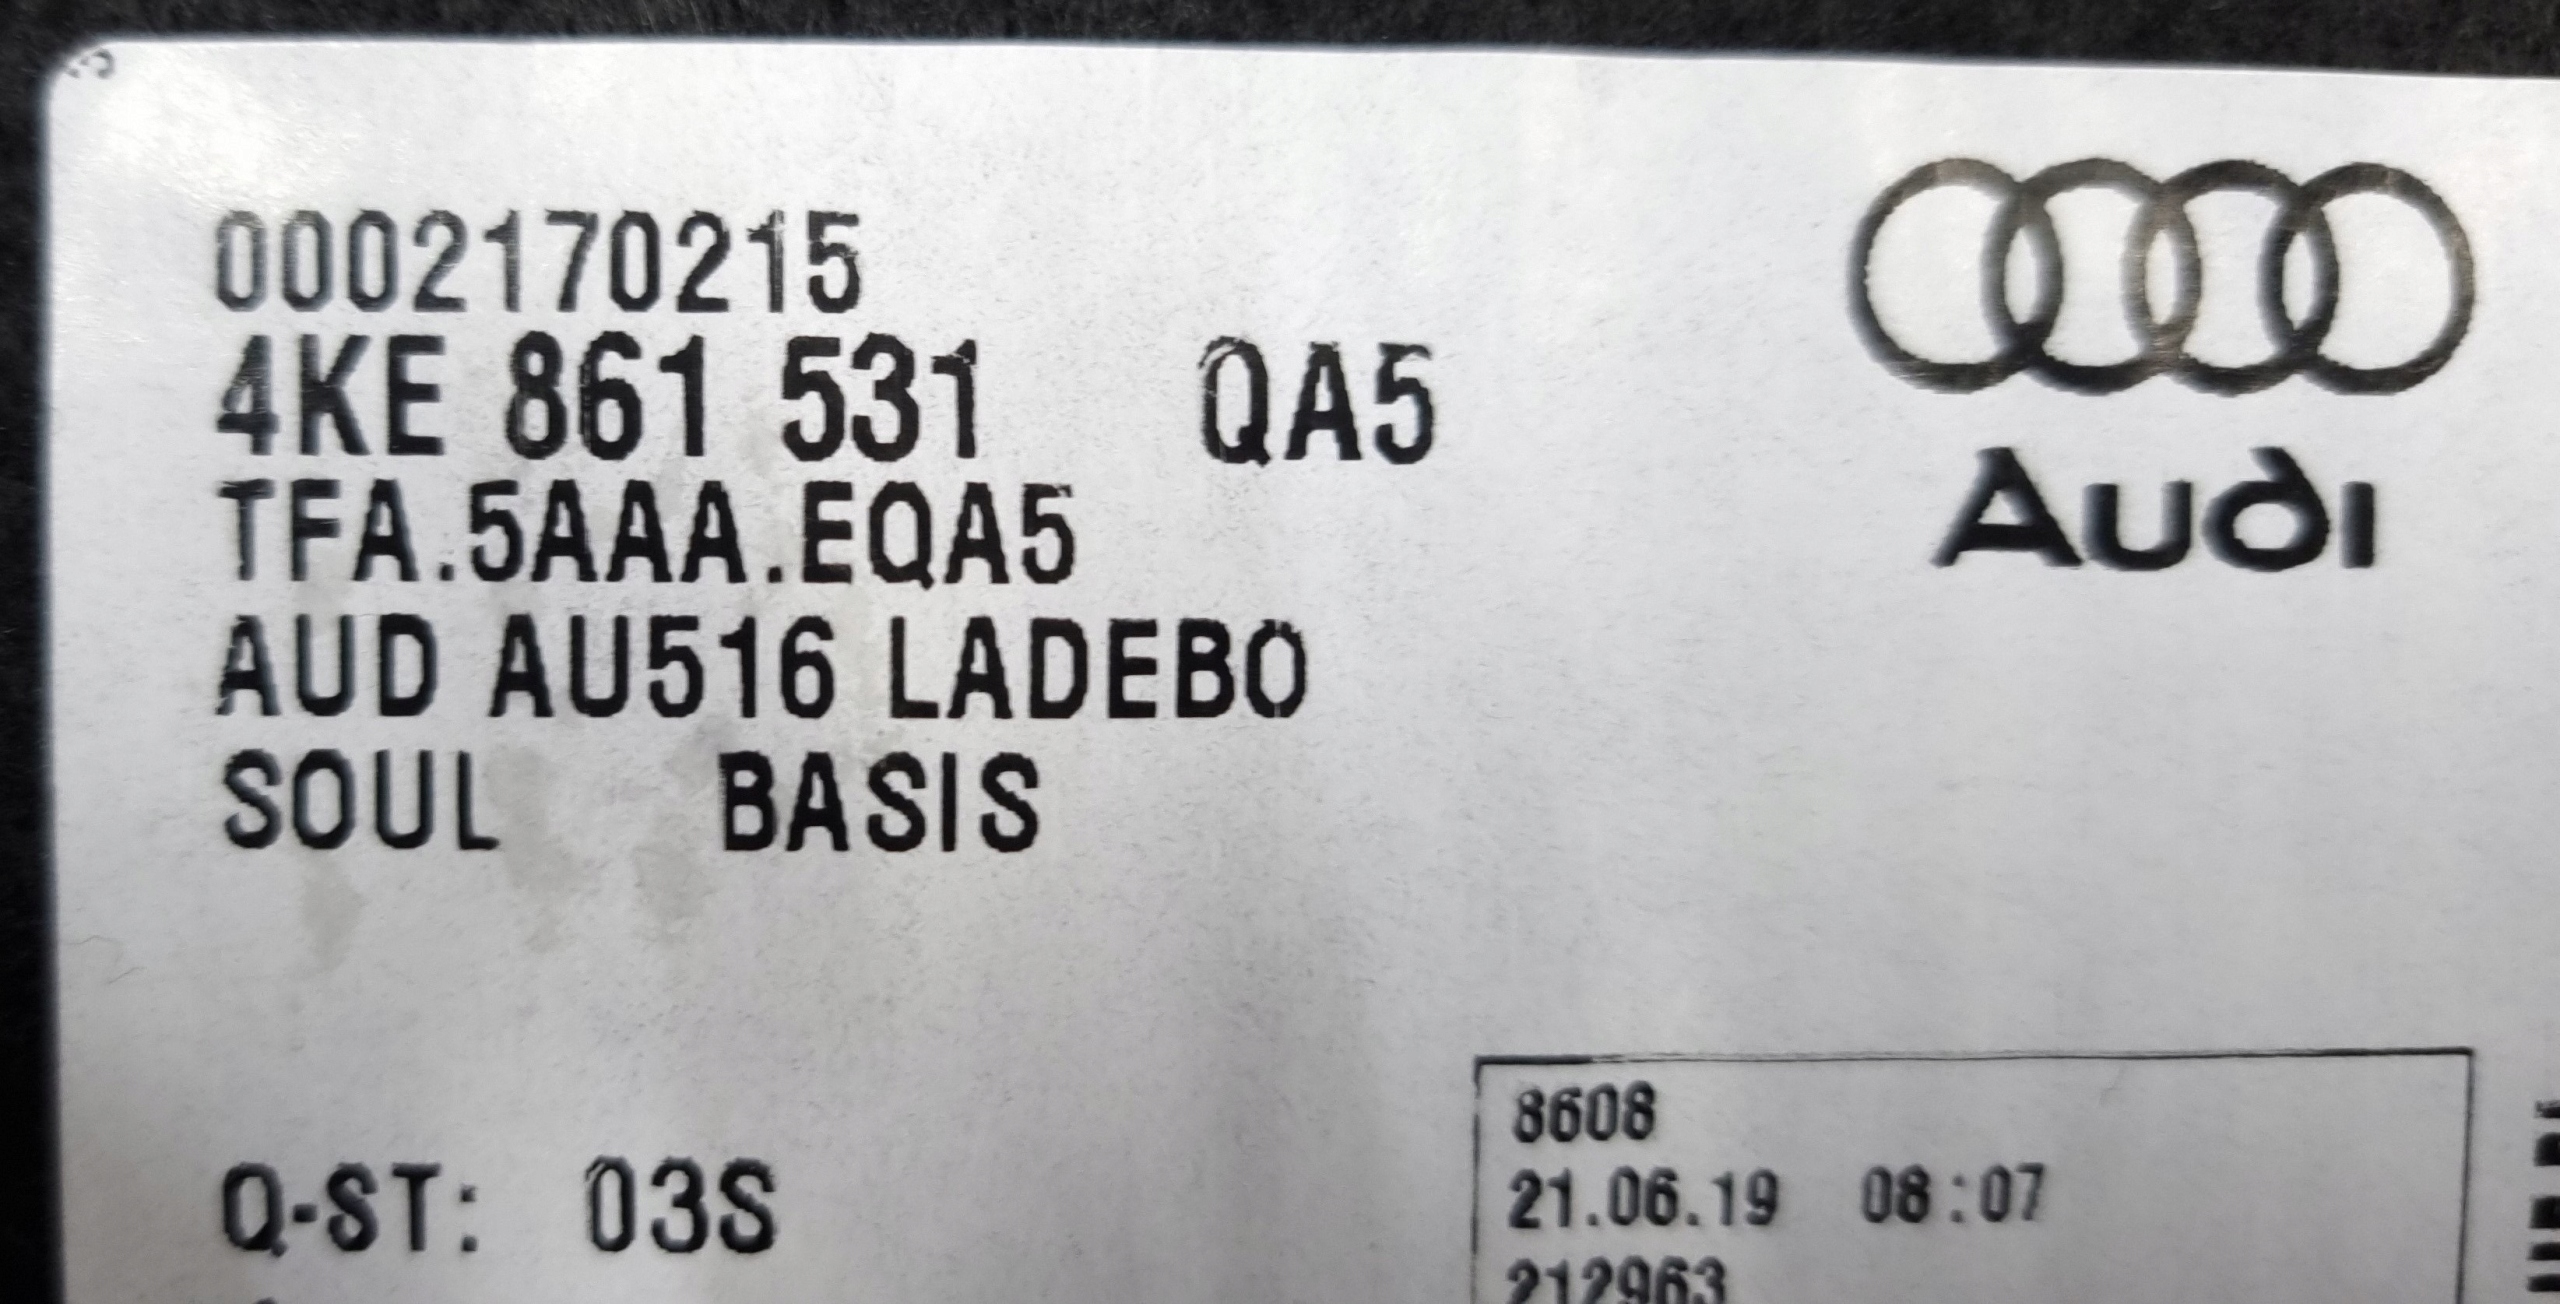 0002170215
4KE 861 531 QA5
TFA.5AAA.EQA5
AUD AU516 LADEBO
SOUL BASIS
Audi
Q-ST: 03S
8608
21.06.19 08:07
212963